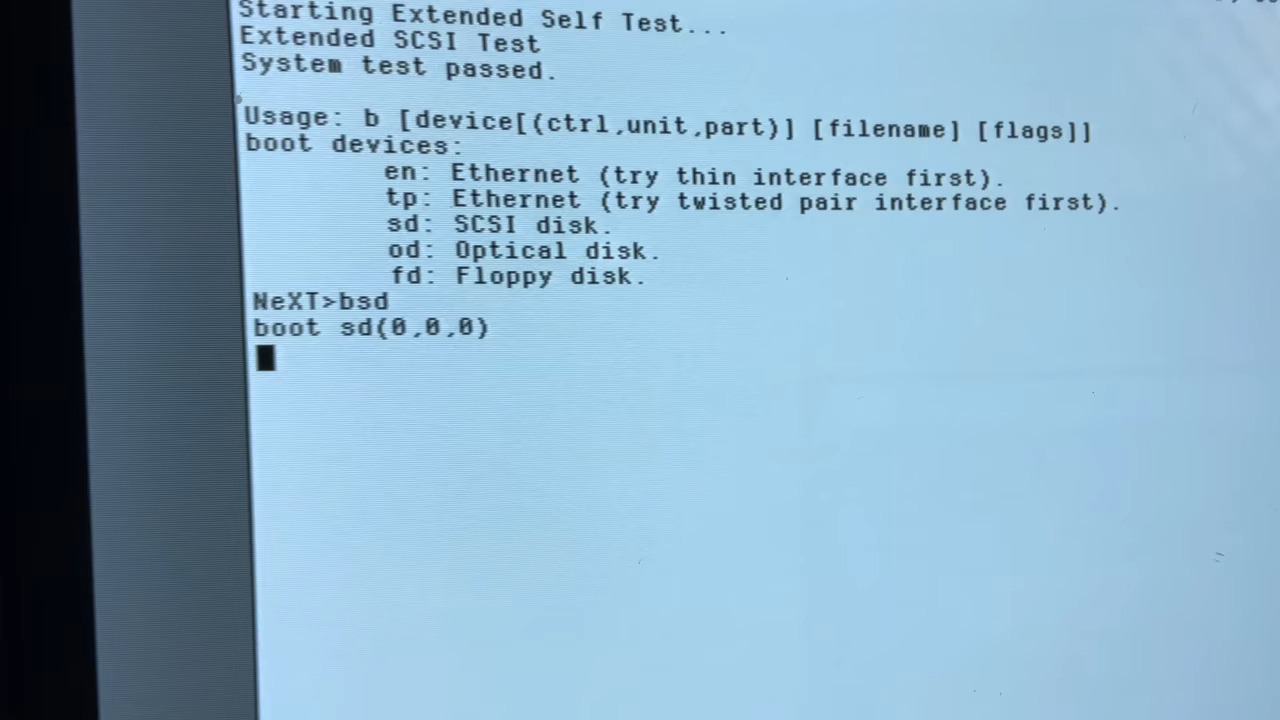 Starting Extended Self Test...
Extended SCSI Test
System test passed.
Usage: b [device[(ctrl,unit,part)] [filename] [flags]]
boot devices:
en: Ethernet (try thin interface first).
tp: Ethernet (try twisted pair interface first).
sd: SCSI disk.
od: Optical disk.
fd: Floppy disk.
NeXT>bsd
boot sd(0,0,0)